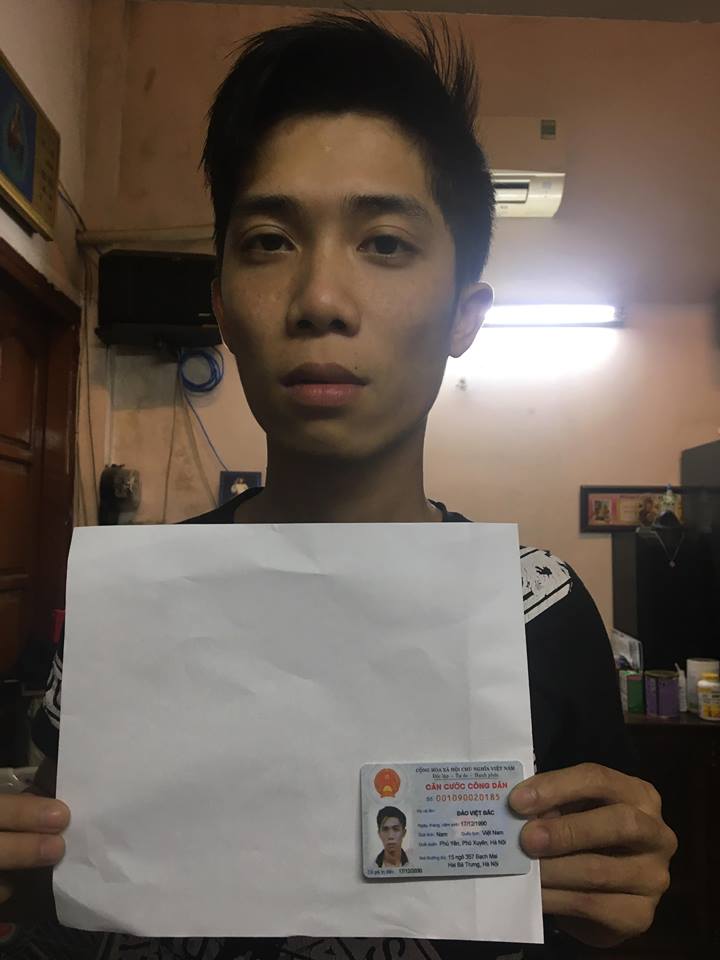 CỘNG HÒA XÃ HỘI CHỦ NGHĨA VIỆT NAM
Độc lập - Tự do - Hạnh phúc
CĂN CƯỚC CÔNG DÂN
Số 001090020185
Họ và tên:
ĐÀO VIỆT BẮC
Ngày, tháng, năm sinh: 17/12/1990
Giới tính: Nam Quốc tịch: Việt Nam
Quê quán: Phú Yên, Phú Xuyên, Hà Nội
Nơi thường trú: 15 ngõ 357 Bạch Mai
Hai Bà Trưng, Hà Nội
Có giá trị đến: 17/12/2030